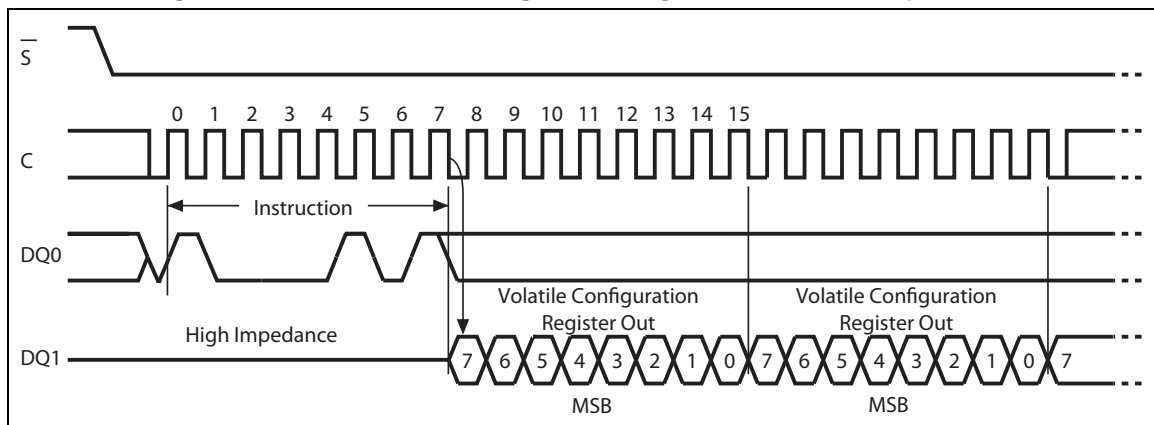 S
0 1 2 3 4 5 6 7 8 9 10 11 12 13 14 15
C
Instruction
DQ0
Volatile Configuration
Register Out
Volatile Configuration
Register Out
High Impedance
DQ1
7 6 5 4 3 2 1 0 7 6 5 4 3 2 1 0 7
MSB
MSB